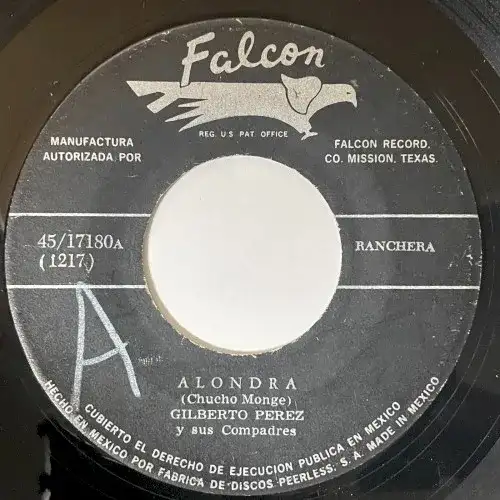 Falcon
REG. U S PAT. OFFICE
MANUFACTURA
AUTORIZADA POR
FALCON RECORD.
CO. MISSION, TEXAS.
45/17180A
(1217)
RANCHERA
A
ALONDRA
(Chucho Monge)
GILBERTO PEREZ
y sus Compadres
CUBIERTO EL DERECHO DE EJECUCION PUBLICA EN MEXICO
HECHO EN MEXICO POR FABRICA DE DISCOS PEERLESS, S. A. MADE IN MEXICO